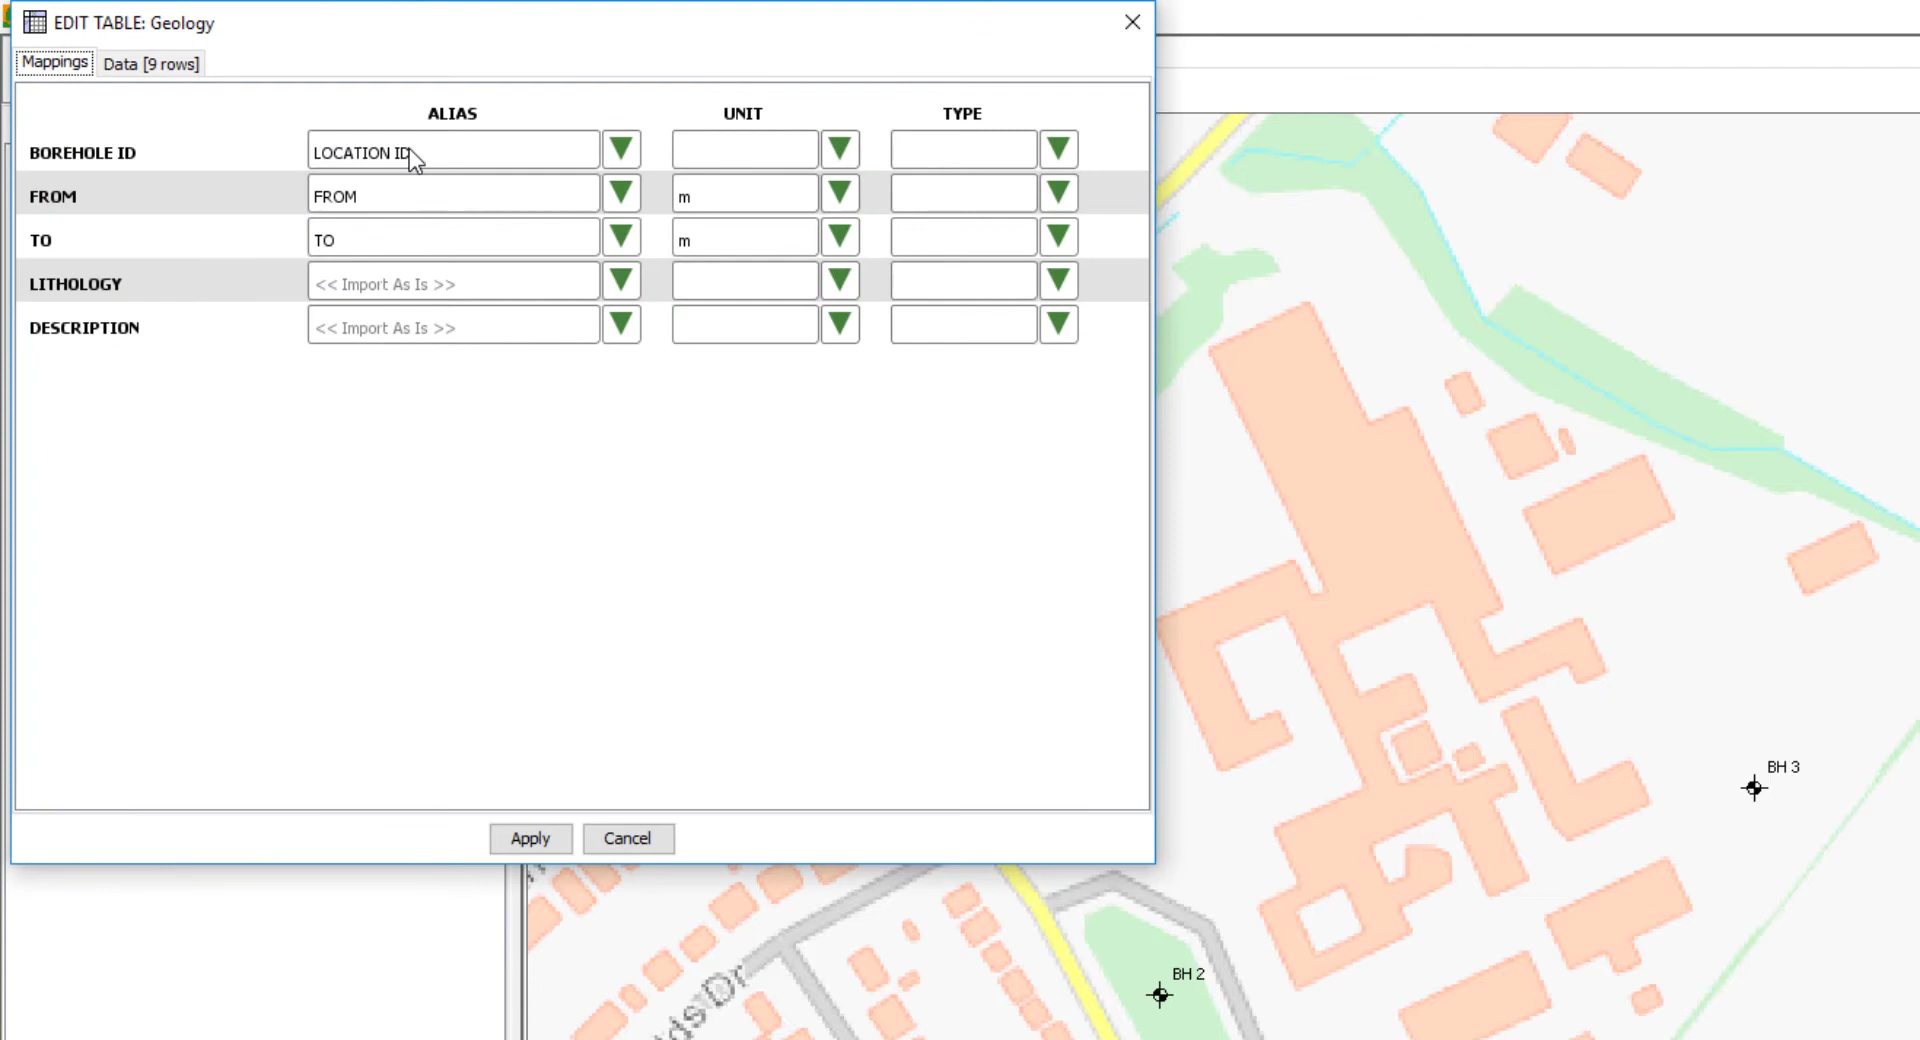 EDIT TABLE: Geology
Mappings
Data [9 rows]
ALIAS UNIT TYPE
BOREHOLE ID LOCATION ID
FROM FROM m
TO TO m
LITHOLOGY << Import As Is >>
DESCRIPTION << Import As Is >>
Apply Cancel
BH 3
BH 2
Dr